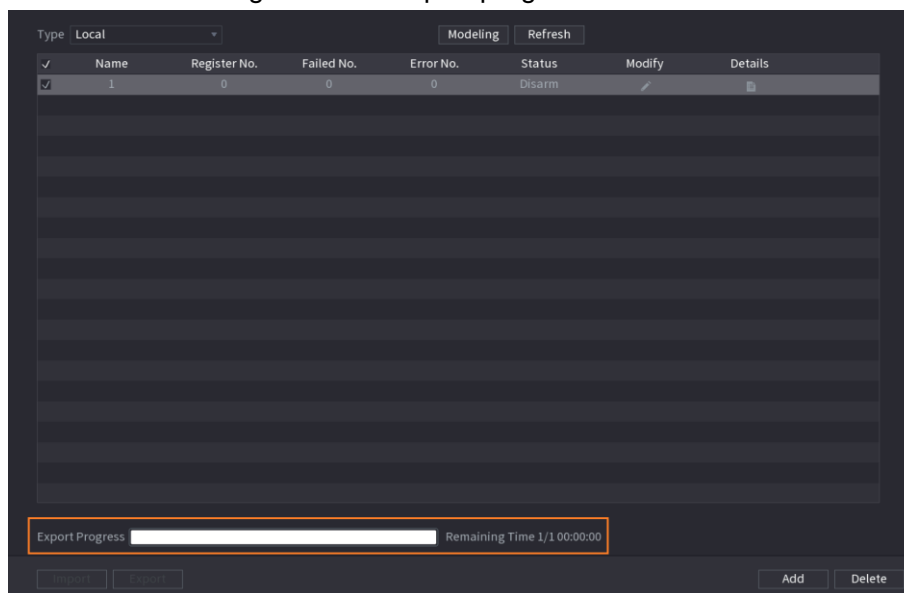 Type Local Modeling Refresh
Name Register No. Failed No. Error No. Status Modify Details
1 0 0 0 Disarm
Export Progress Remaining Time 1/1 00:00:00
Import Export Add Delete